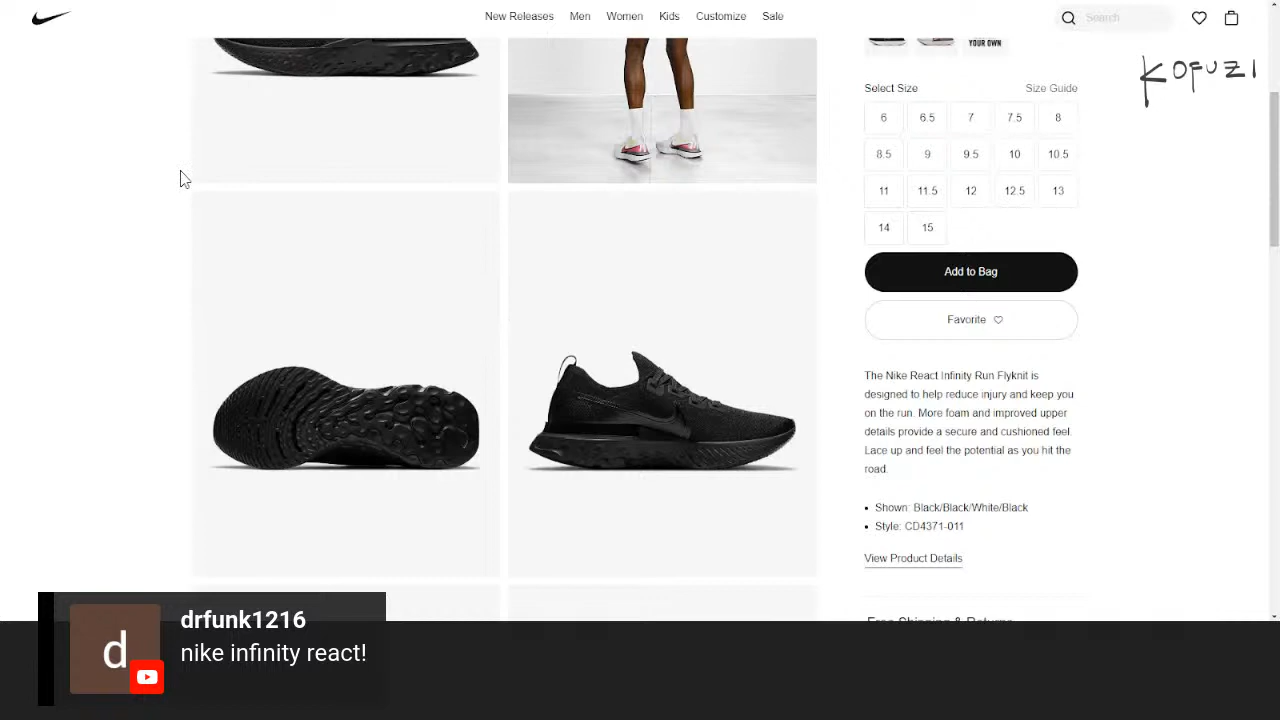 New Releases Men Women Kids Customize Sale
Search
YOUR OWN
KOFUZI
Select Size Size Guide
6 6.5 7 7.5 8
8.5 9 9.5 10 10.5
11 11.5 12 12.5 13
14 15
Add to Bag
Favorite
The Nike React Infinity Run Flyknit is
designed to help reduce injury and keep you
on the run. More foam and improved upper
details provide a secure and cushioned feel.
Lace up and feel the potential as you hit the
road.
Shown: Black/Black/White/Black
Style: CD4371-011
View Product Details
Free Shipping & Returns
d
drfunk1216
nike infinity react!